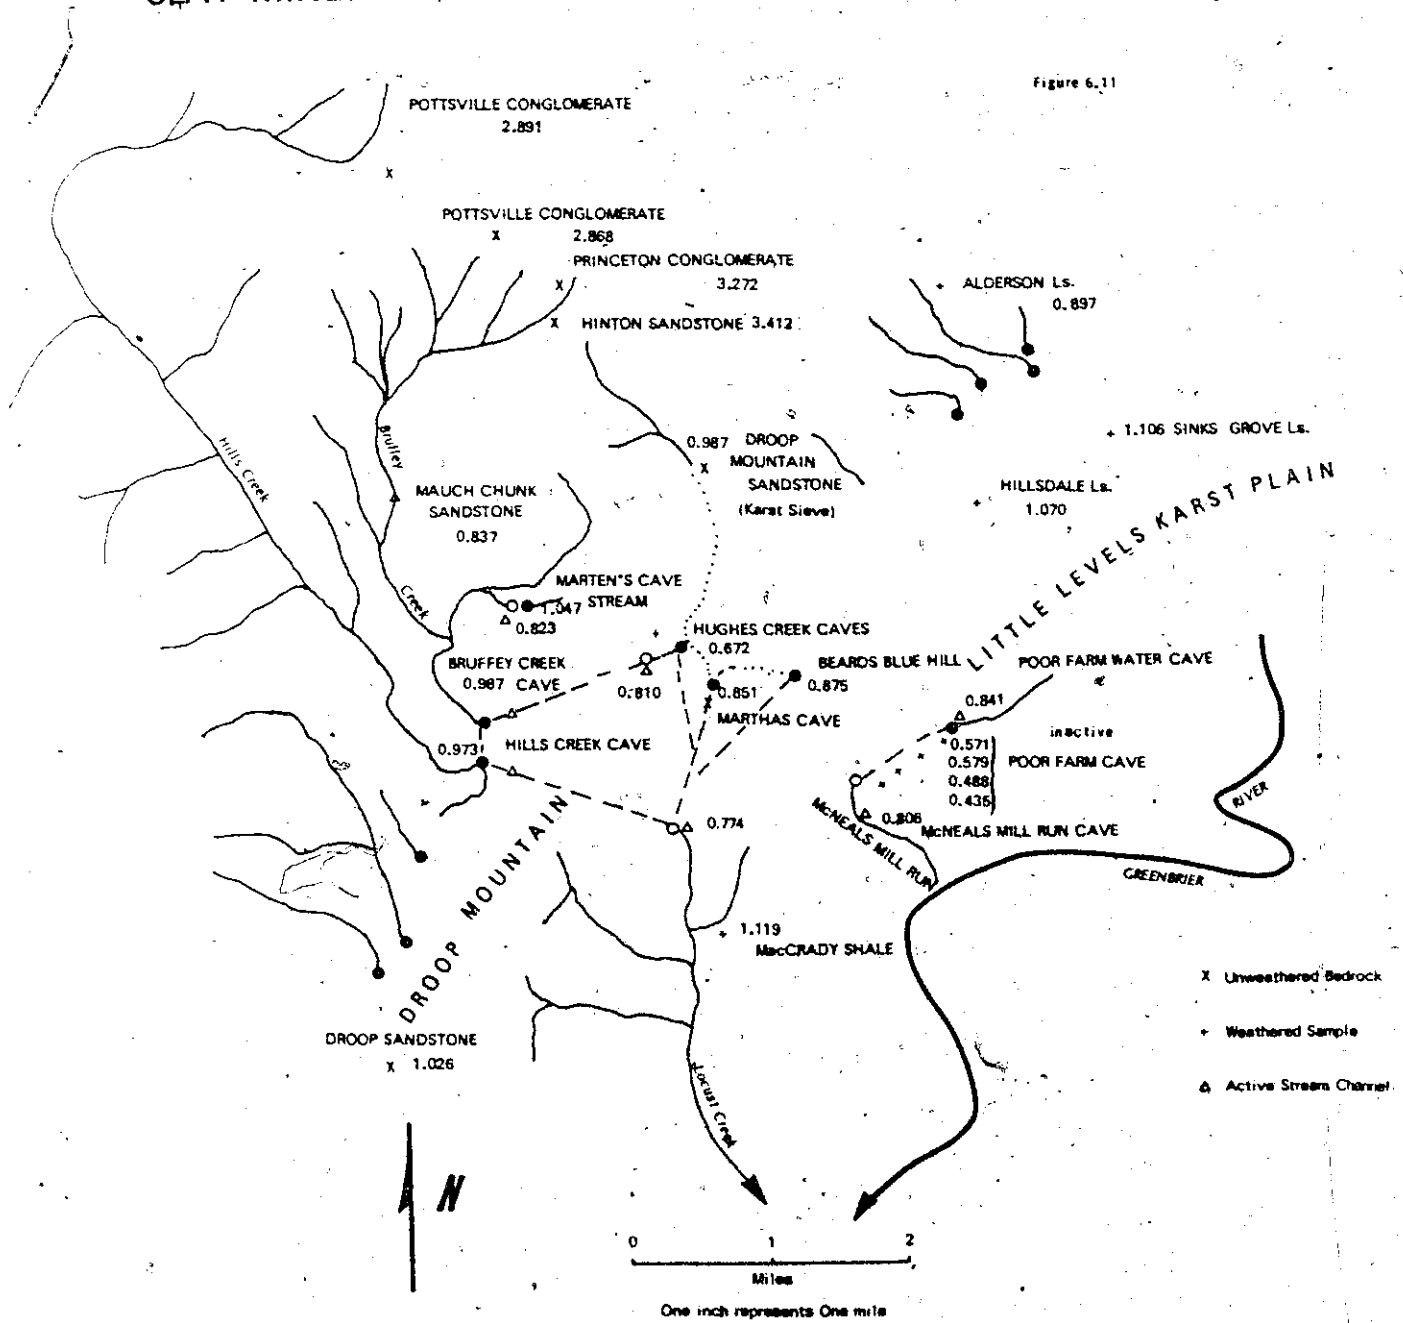 Figure 6.11
POTTSVILLE CONGLOMERATE
2.891
x
POTTSVILLE CONGLOMERATE
x 2.868
PRINCETON CONGLOMERATE
x 3.272
x HINTON SANDSTONE 3.412
+ ALDERSON Ls.
0.897
+ 1.106 SINKS GROVE Ls.
Hills Creek
Bruffey
Creek
0.987 DROOP
MOUNTAIN
SANDSTONE
(Karst Sieve)
MAUCH CHUNK
SANDSTONE
0.837
HILLSDALE Ls.
+ 1.070
LITTLE LEVELS KARST PLAIN
MARTEN'S CAVE
STREAM
1.047
0.823
HUGHES CREEK CAVES
0.672
BRUFFEY CREEK
0.987 CAVE
0.810
0.851
MARTHAS CAVE
BEARDS BLUE HILL
0.875
POOR FARM WATER CAVE
0.841
inactive
0.571
0.579
0.488
0.435
POOR FARM CAVE
0.973
HILLS CREEK CAVE
0.774
0.806
McNEALS MILL RUN CAVE
McNEALS MILL RUN
RIVER
GREENBRIER
DROOP MOUNTAIN
+ 1.119
MacCRADY SHALE
DROOP SANDSTONE
x 1.026
Locust Creek
x Unweathered Bedrock
+ Weathered Sample
△ Active Stream Channel
N
0 1 2
Miles
One inch represents One mile